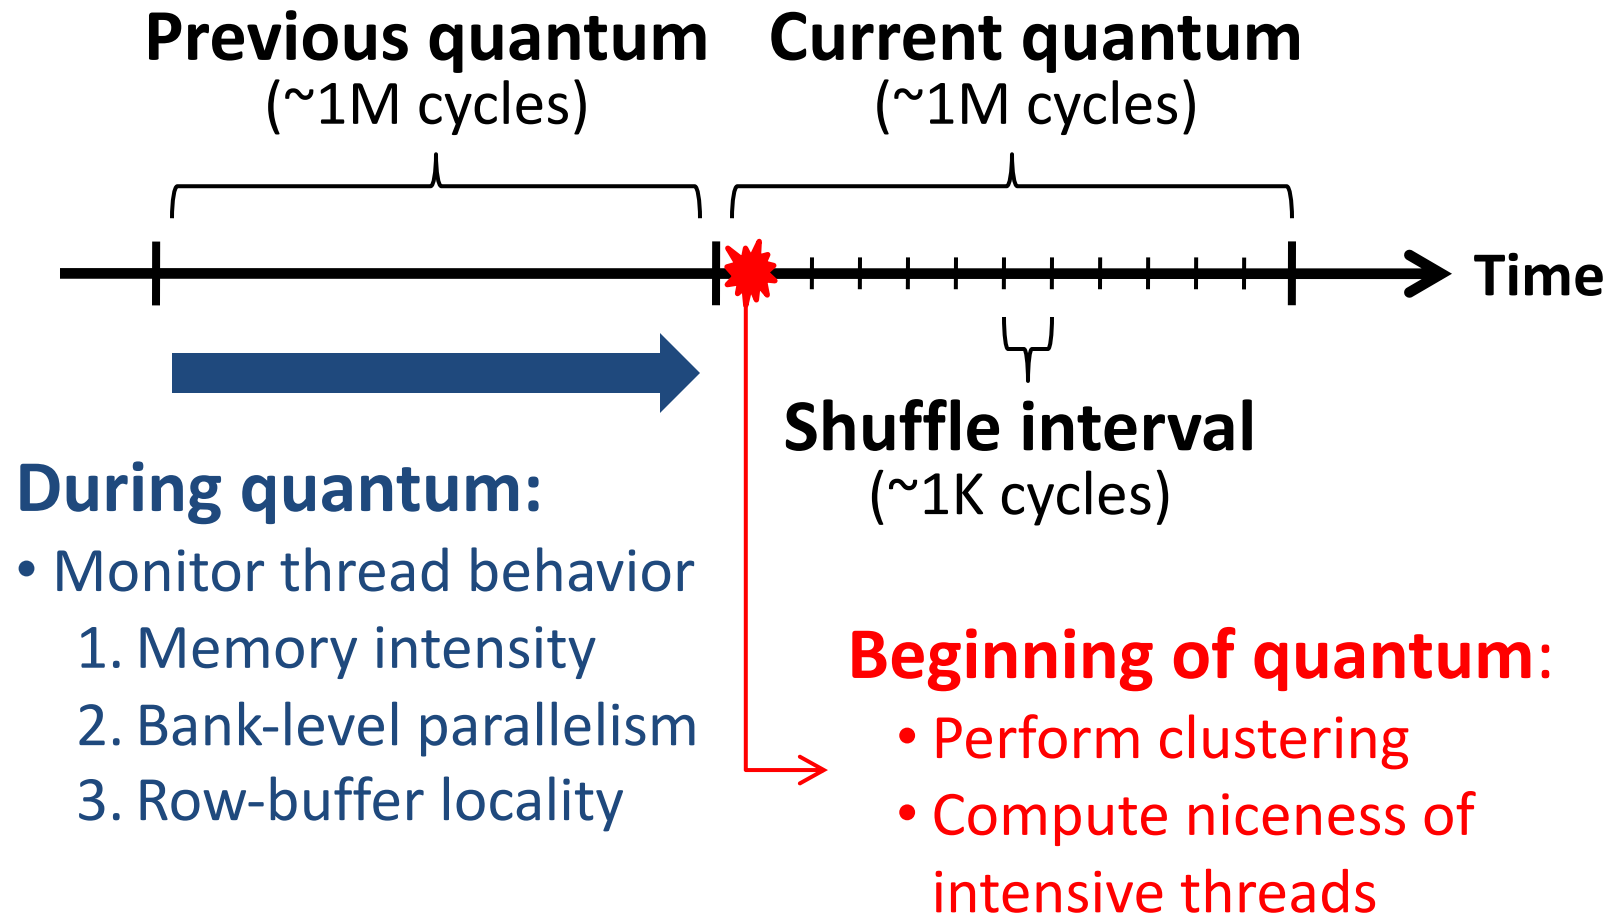 Previous quantum
(~1M cycles)
Current quantum
(~1M cycles)
Time
Shuffle interval
(~1K cycles)
During quantum:
• Monitor thread behavior
1. Memory intensity
2. Bank-level parallelism
3. Row-buffer locality
Beginning of quantum:
• Perform clustering
• Compute niceness of
intensive threads